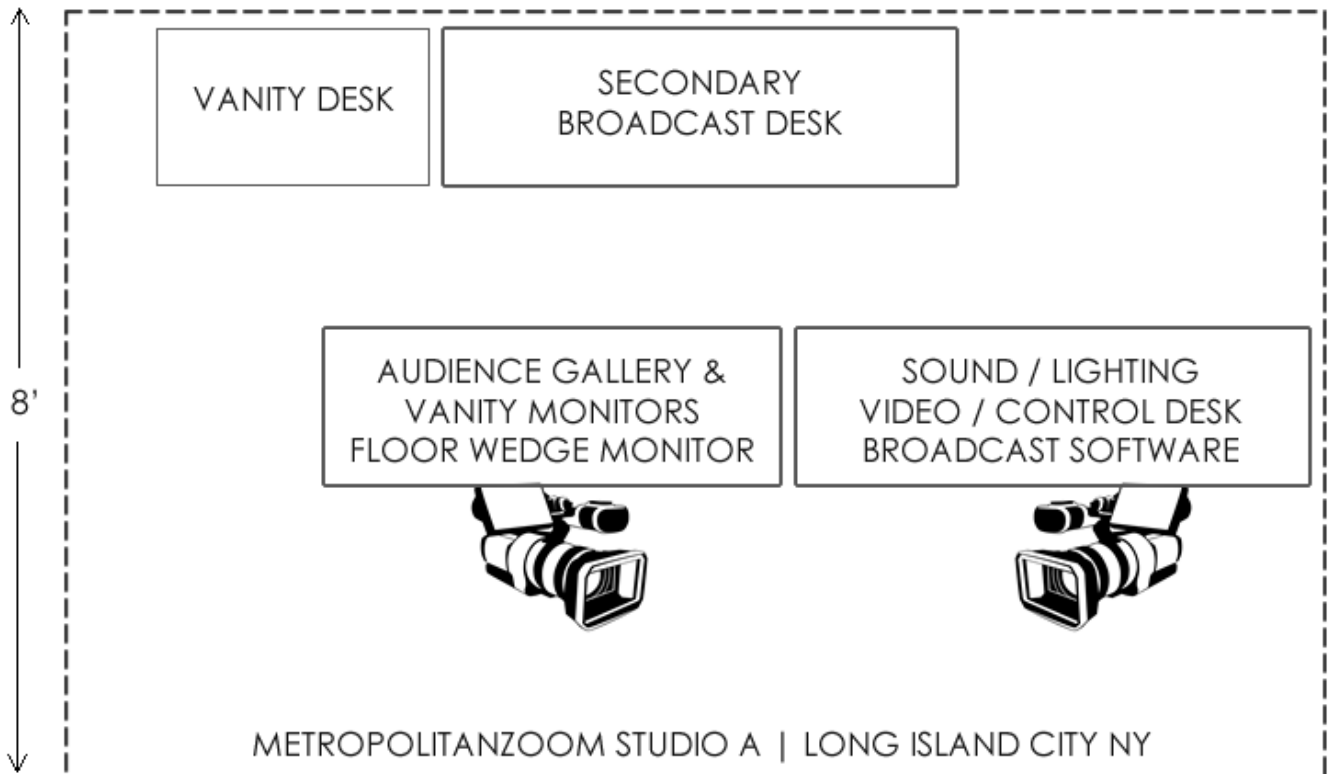 VANITY DESK
SECONDARY
BROADCAST DESK
8’
AUDIENCE GALLERY &
VANITY MONITORS
FLOOR WEDGE MONITOR
SOUND / LIGHTING
VIDEO / CONTROL DESK
BROADCAST SOFTWARE
METROPOLITANZOOM STUDIO A | LONG ISLAND CITY NY